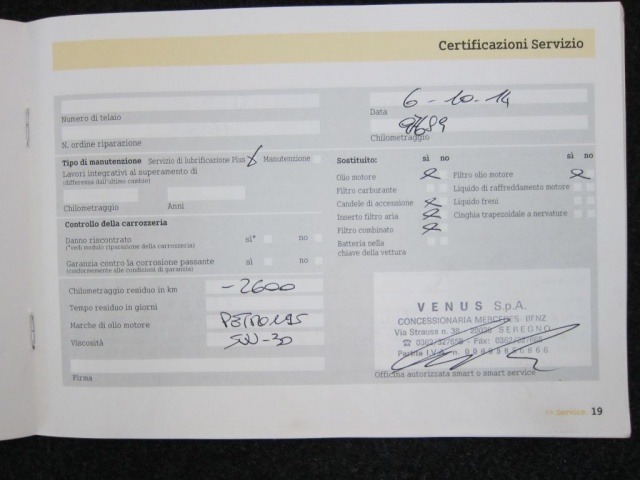 Certificazioni Servizio
6-10-14
Numero di telaio
Data
97659
N. ordine riparazione
Chilometraggio
Tipo di manutenzione Servizio di lubrificazione Plus Manutenzione
Lavori integrativi al superamento di
(differenza dall'ultimo cambio)
Chilometraggio Anni
Controllo della carrozzeria
Danno riscontrato sì* no
(*vedi modulo riparazione della carrozzeria)
Garanzia contro la corrosione passante sì no
(conformemente alle condizioni di garanzia)
Chilometraggio residuo in km -2600
Tempo residuo in giorni
Marche di olio motore PETRONAS
Viscosità 5W-30
Firma
Sostituito: sì no sì no
Olio motore
Filtro olio motore
Filtro carburante
Liquido di raffreddamento motore
Candele di accensione
Liquido freni
Inserto filtro aria
Cinghia trapezoidale a nervature
Filtro combinato
Batteria nella
chiave della vettura
VENUS S.p.A.
CONCESSIONARIA MERCEDES BENZ
Via Strauss n. 38 - 20038 SEREGNO
Partita I.V.A. n.
Officina autorizzata smart o smart service
>> Service. 19